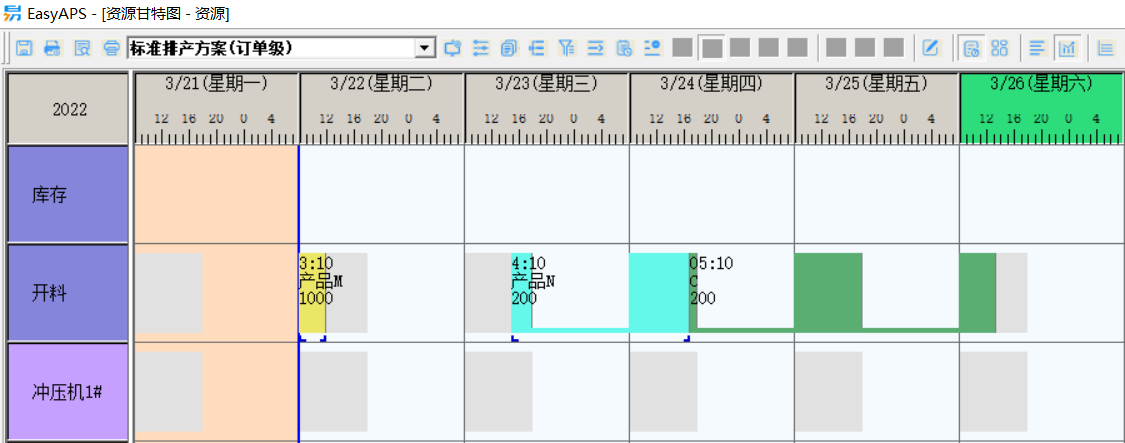 EasyAPS - [资源甘特图 - 资源]
标准排产方案(订单级)
2022
3/21(星期一)
3/22(星期二)
3/23(星期三)
3/24(星期四)
3/25(星期五)
3/26(星期六)
12 16 20 0 4
12 16 20 0 4
12 16 20 0 4
12 16 20 0 4
12 16 20 0 4
12 16 20 0 4
库存
开料
3:10
产品M
1000
4:10
产品N
200
05:10
C
200
冲压机1#